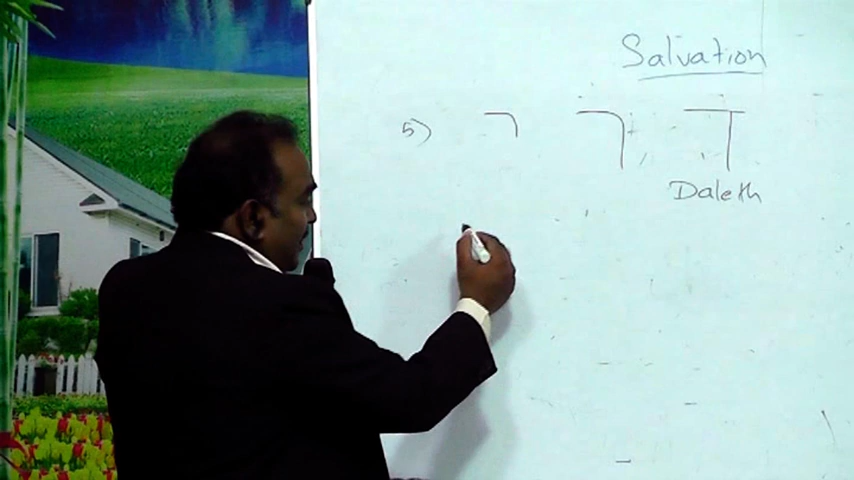 Salvation
5) ד ך ˥
Daleth